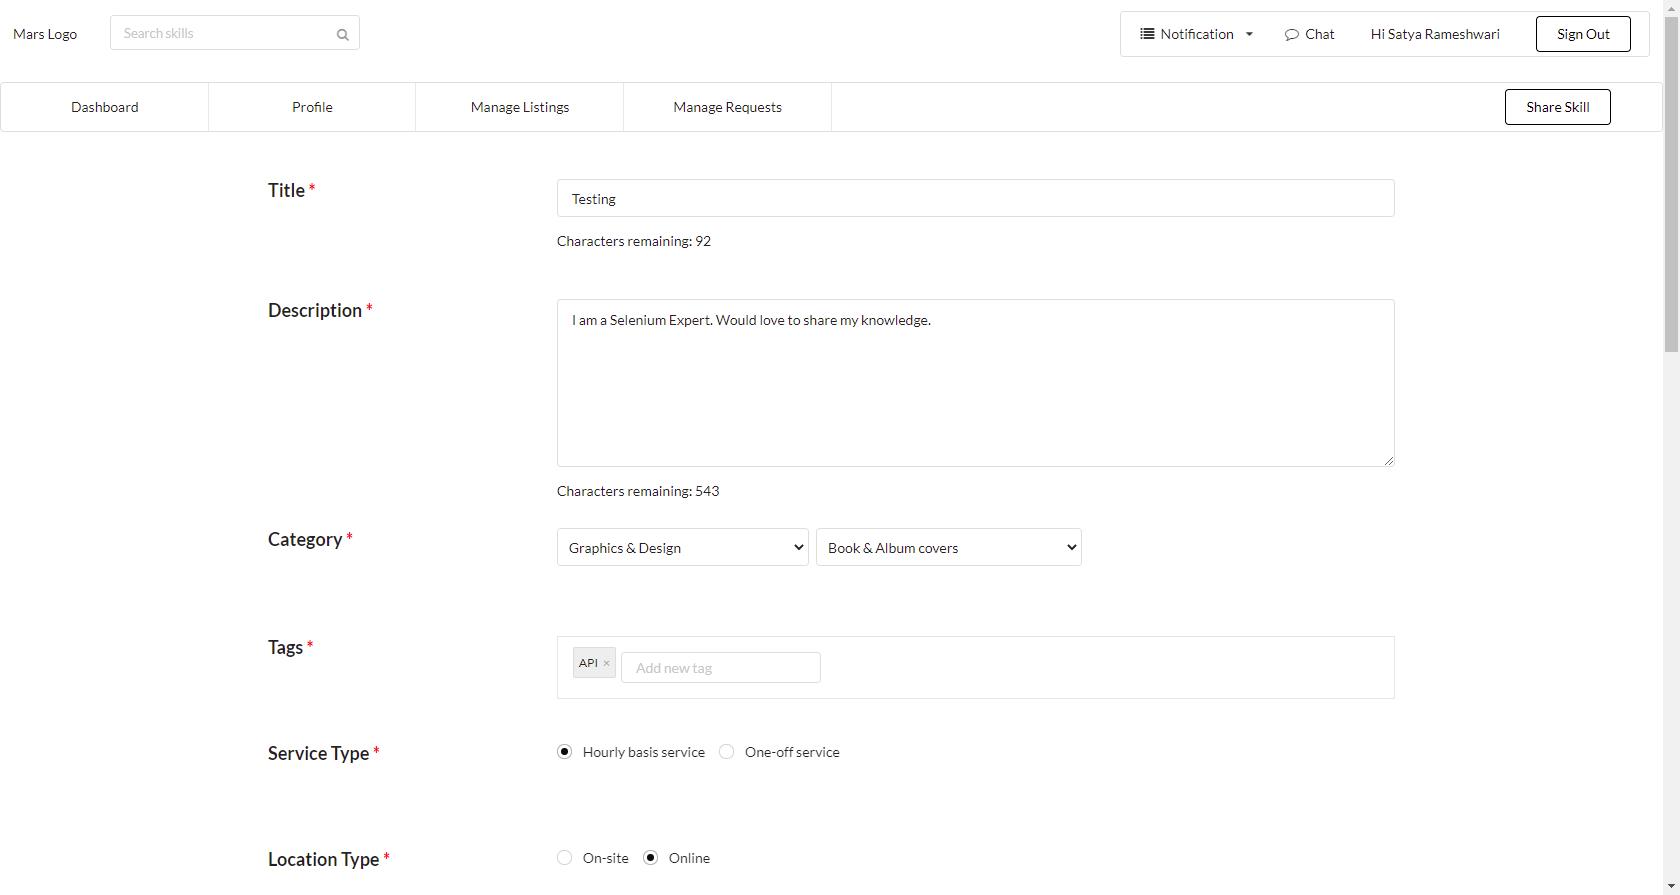 Mars Logo
Search skills
Notification
Chat
Hi Satya Rameshwari
Sign Out
Dashboard
Profile
Manage Listings
Manage Requests
Share Skill
Title *
Testing
Characters remaining: 92
Description *
I am a Selenium Expert. Would love to share my knowledge.
Characters remaining: 543
Category *
Graphics & Design
Book & Album covers
Tags *
API ×
Add new tag
Service Type *
Hourly basis service
One-off service
Location Type *
On-site
Online